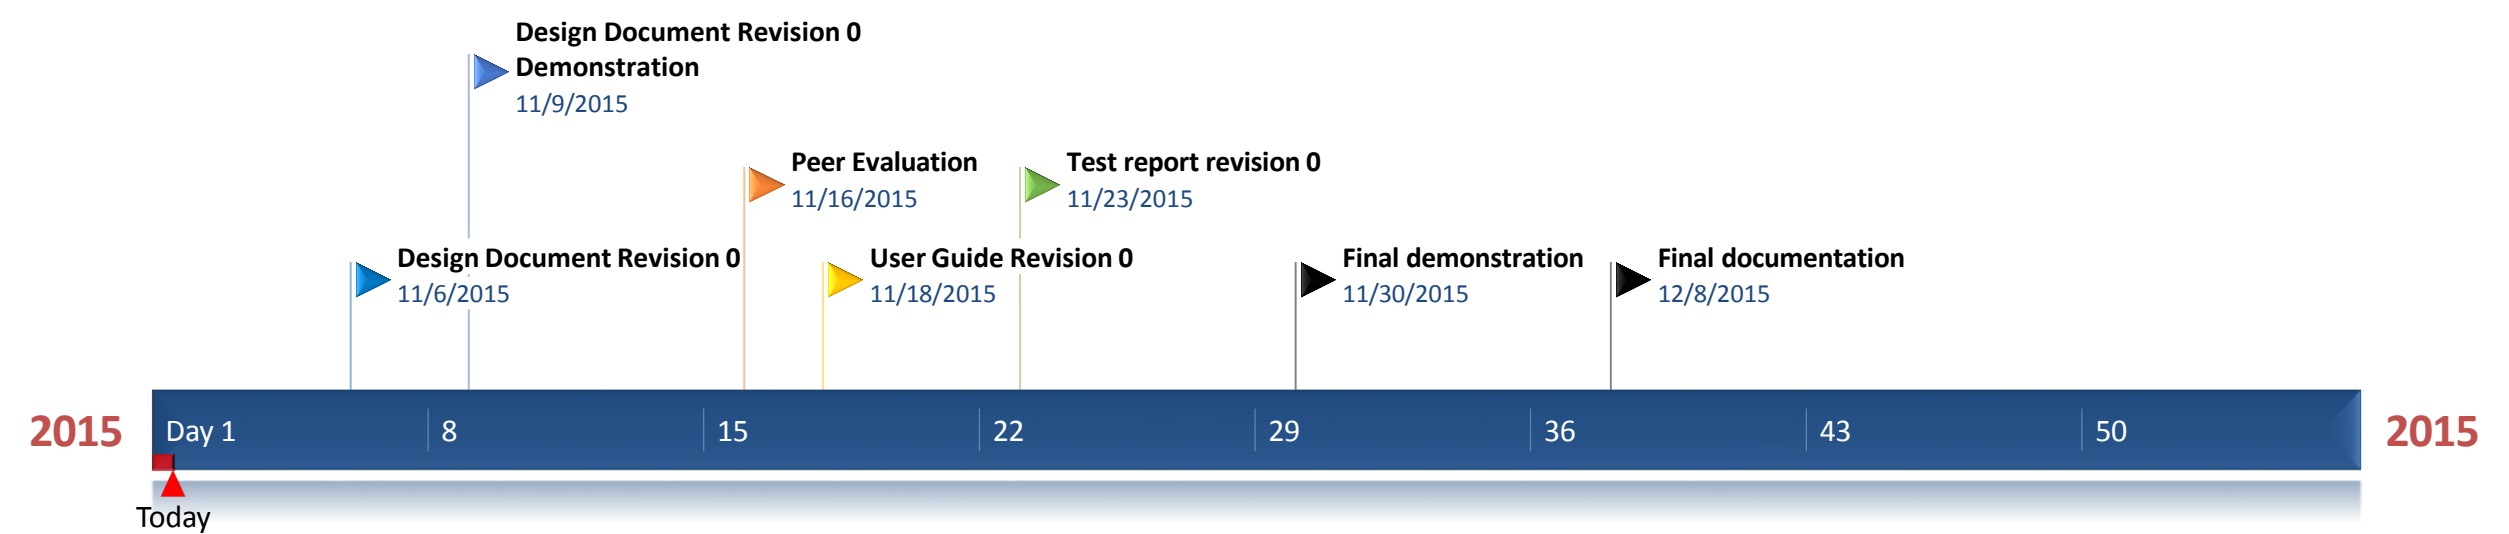 Design Document Revision 0
Demonstration
11/9/2015
Peer Evaluation
11/16/2015
Test report revision 0
11/23/2015
Design Document Revision 0
11/6/2015
User Guide Revision 0
11/18/2015
Final demonstration
11/30/2015
Final documentation
12/8/2015
2015
Day 1
8
15
22
29
36
43
50
2015
Today